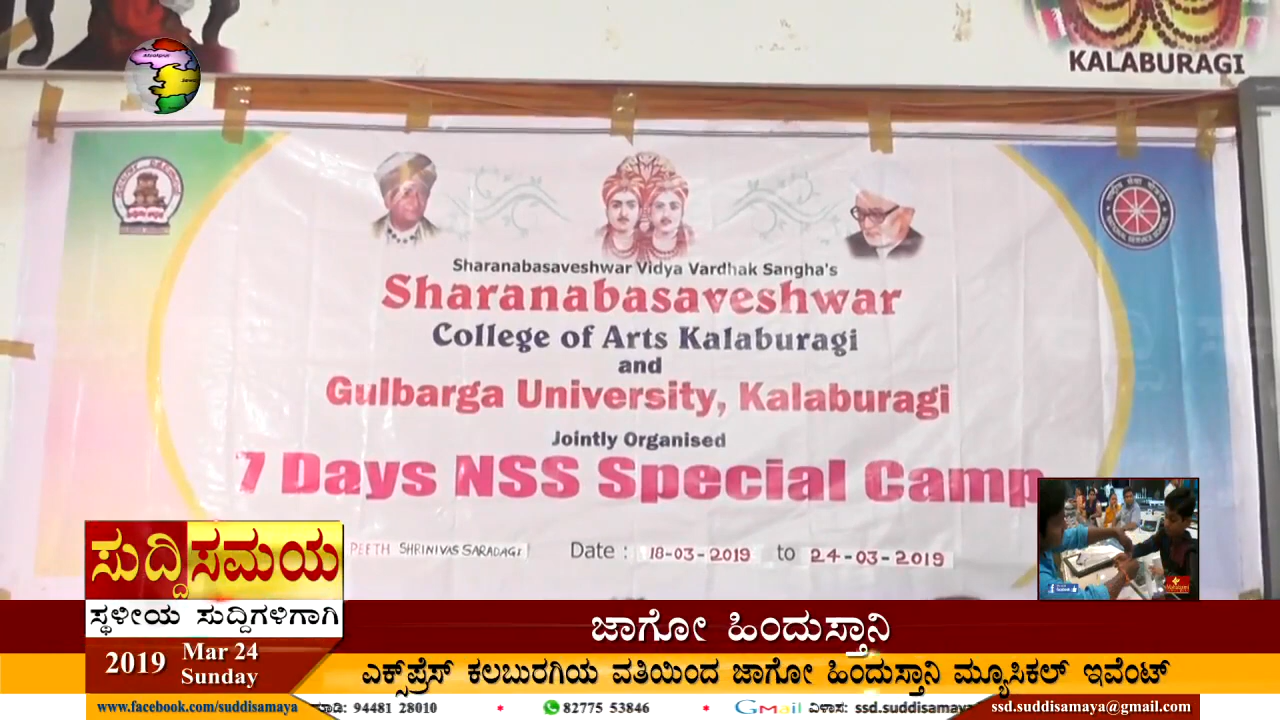 KALABURAGI
Sharanabasaveshwar Vidya Vardhak Sangha's
Sharanabasaveshwar
College of Arts Kalaburagi
and
Gulbarga University, Kalaburagi
Jointly Organised
7 Days NSS Special Camp
PEETH SHRINIVAS SARADAGI Date : 18-03-2019 to 24-03-2019
ಸುದ್ದಿಸಮಯ
ಸ್ಥಳೀಯ ಸುದ್ದಿಗಳಿಗಾಗಿ
2019 Mar 24 Sunday
ಜಾಗೋ ಹಿಂದುಸ್ತಾನಿ
ಎಕ್ಸ್‌ಪ್ರೆಸ್ ಕಲಬುರಗಿಯ ವತಿಯಿಂದ ಜಾಗೋ ಹಿಂದುಸ್ತಾನಿ ಮ್ಯೂಸಿಕಲ್ ಇವೆಂಟ್
www.facebook.com/suddisamaya ಮಾಡಿ: 94481 28010 * 82775 53846 * Gmail ವಿಳಾಸ: ssd.suddisamaya ssd.suddisamaya@gmail.com